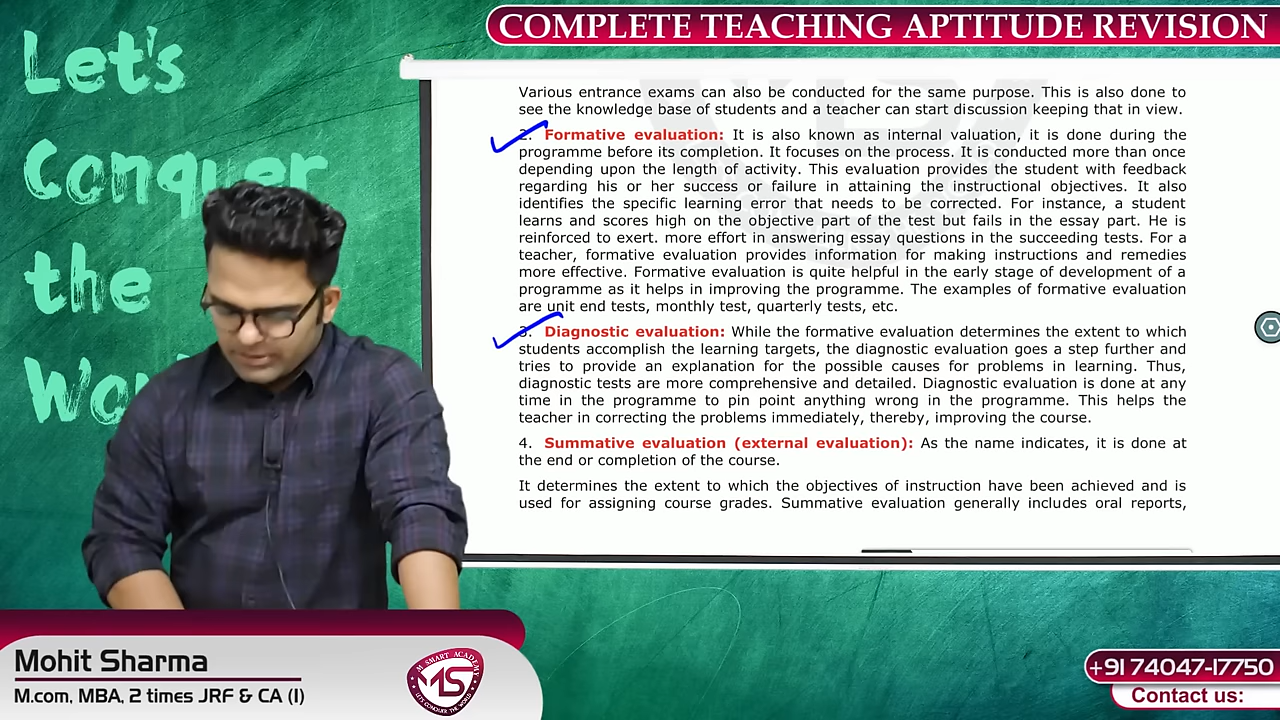 COMPLETE TEACHING APTITUDE REVISION
Let's
Conquer
the
Various entrance exams can also be conducted for the same purpose. This is also done to
see the knowledge base of students and a teacher can start discussion keeping that in view.
2. Formative evaluation: It is also known as internal valuation, it is done during the
programme before its completion. It focuses on the process. It is conducted more than once
depending upon the length of activity. This evaluation provides the student with feedback
regarding his or her success or failure in attaining the instructional objectives. It also
identifies the specific learning error that needs to be corrected. For instance, a student
learns and scores high on the objective part of the test but fails in the essay part. He is
reinforced to exert. more effort in answering essay questions in the succeeding tests. For a
teacher, formative evaluation provides information for making instructions and remedies
more effective. Formative evaluation is quite helpful in the early stage of development of a
programme as it helps in improving the programme. The examples of formative evaluation
are unit end tests, monthly test, quarterly tests, etc.
3. Diagnostic evaluation: While the formative evaluation determines the extent to which
students accomplish the learning targets, the diagnostic evaluation goes a step further and
tries to provide an explanation for the possible causes for problems in learning. Thus,
diagnostic tests are more comprehensive and detailed. Diagnostic evaluation is done at any
time in the programme to pin point anything wrong in the programme. This helps the
teacher in correcting the problems immediately, thereby, improving the course.
4. Summative evaluation (external evaluation): As the name indicates, it is done at
the end or completion of the course.
It determines the extent to which the objectives of instruction have been achieved and is
used for assigning course grades. Summative evaluation generally includes oral reports,
Mohit Sharma
M.com, MBA, 2 times JRF & CA (I)
M SMART ACADEMY
MS
LET'S CONQUER THE WORLD
+91 74047-17750
Contact us: